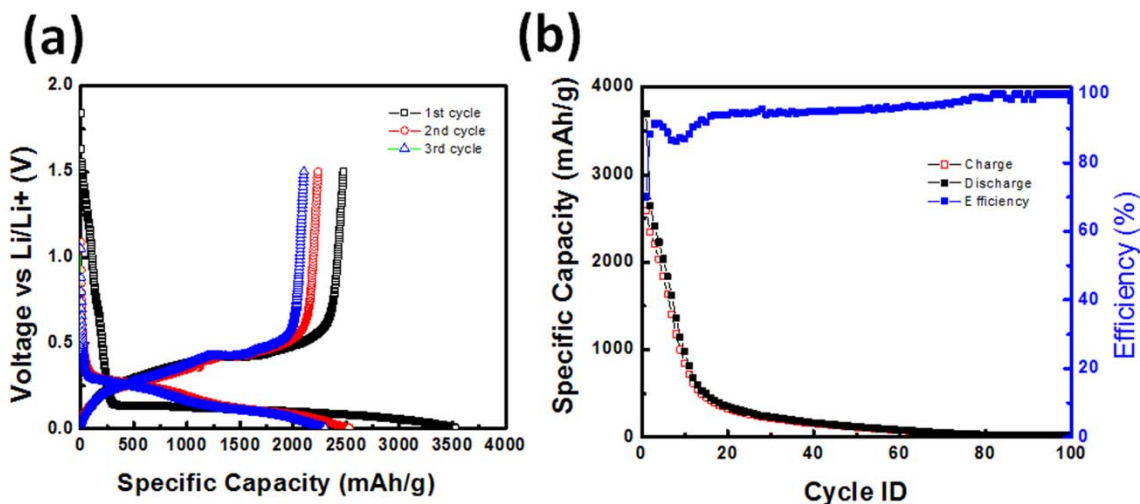 (a)
2.0
1.5
1.0
0.5
0.0
Voltage vs Li/Li+ (V)
1st cycle
2nd cycle
3rd cycle
0 500 1000 1500 2000 2500 3000 3500 4000
Specific Capacity (mAh/g)
(b)
4000
3000
2000
1000
0
Specific Capacity (mAh/g)
Charge
Discharge
Efficiency
100
80
60
40
20
0
Efficiency (%)
0 20 40 60 80 100
Cycle ID